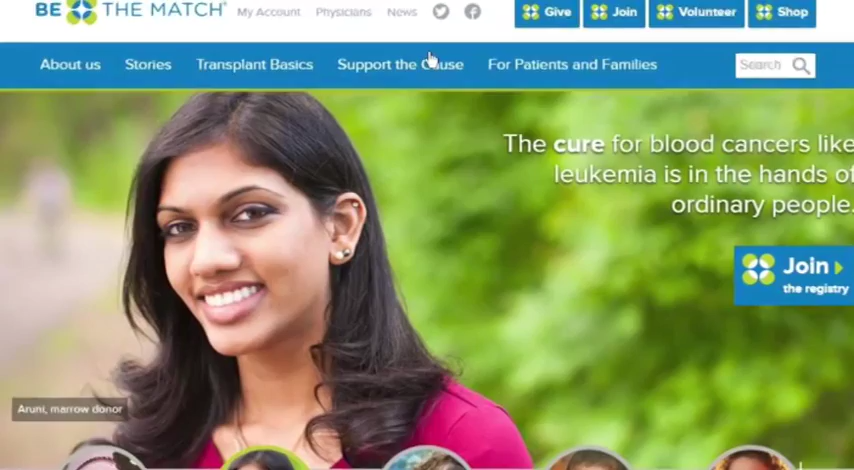 BE THE MATCH®
My Account Physicians News
Give Join Volunteer Shop
About us Stories Transplant Basics Support the Cause For Patients and Families Search
The cure for blood cancers like
leukemia is in the hands of
ordinary people.
Join
the registry
Aruni, marrow donor